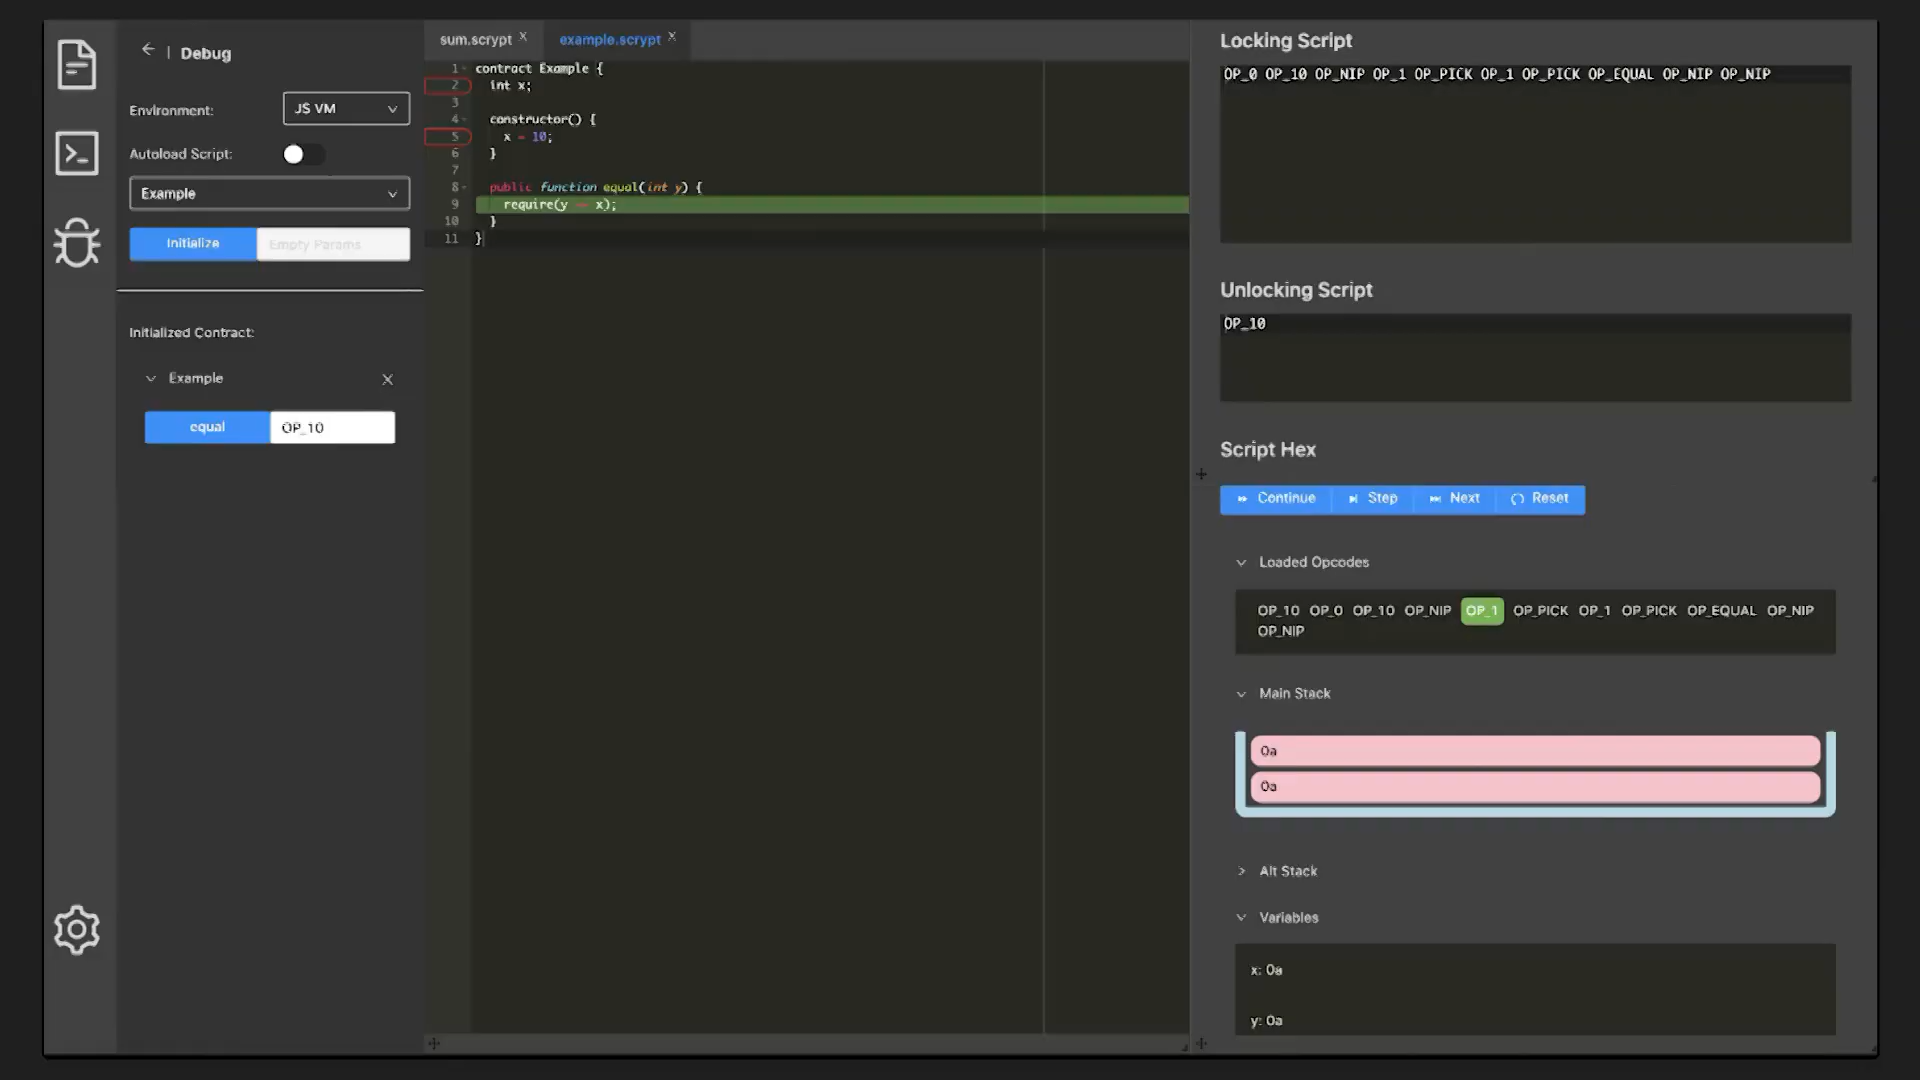 Debug
Environment:
JS VM
Autoload Script:
Example
Initialize
Empty Params
Initialized Contract:
Example
equal
OP_10
sum.scrypt
example.scrypt
1 contract Example {
2 int x;
3
4 constructor() {
5 x = 10;
6 }
7
8 public function equal(int y) {
9 require(y == x);
10 }
11 }
Locking Script
OP_0 OP_10 OP_NIP OP_1 OP_PICK OP_1 OP_PICK OP_EQUAL OP_NIP OP_NIP
Unlocking Script
OP_10
Script Hex
Continue Step Next Reset
Loaded Opcodes
OP_10 OP_0 OP_10 OP_NIP OP_1 OP_PICK OP_1 OP_PICK OP_EQUAL OP_NIP
OP_NIP
Main Stack
0a
0a
Alt Stack
Variables
x: 0a
y: 0a